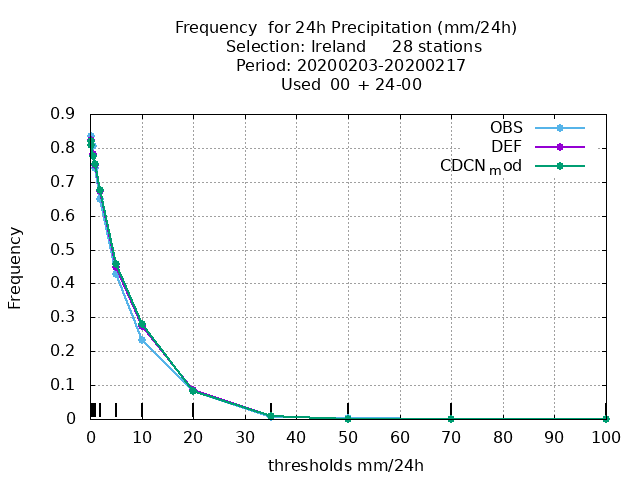 Frequency  for 24h Precipitation (mm/24h)
Selection: Ireland     28 stations
Period: 20200203-20200217
Used  00 + 24-00
OBS
DEF
CDCN_mod
Frequency
0.9
0.8
0.7
0.6
0.5
0.4
0.3
0.2
0.1
0
0 10 20 30 40 50 60 70 80 90 100
thresholds mm/24h